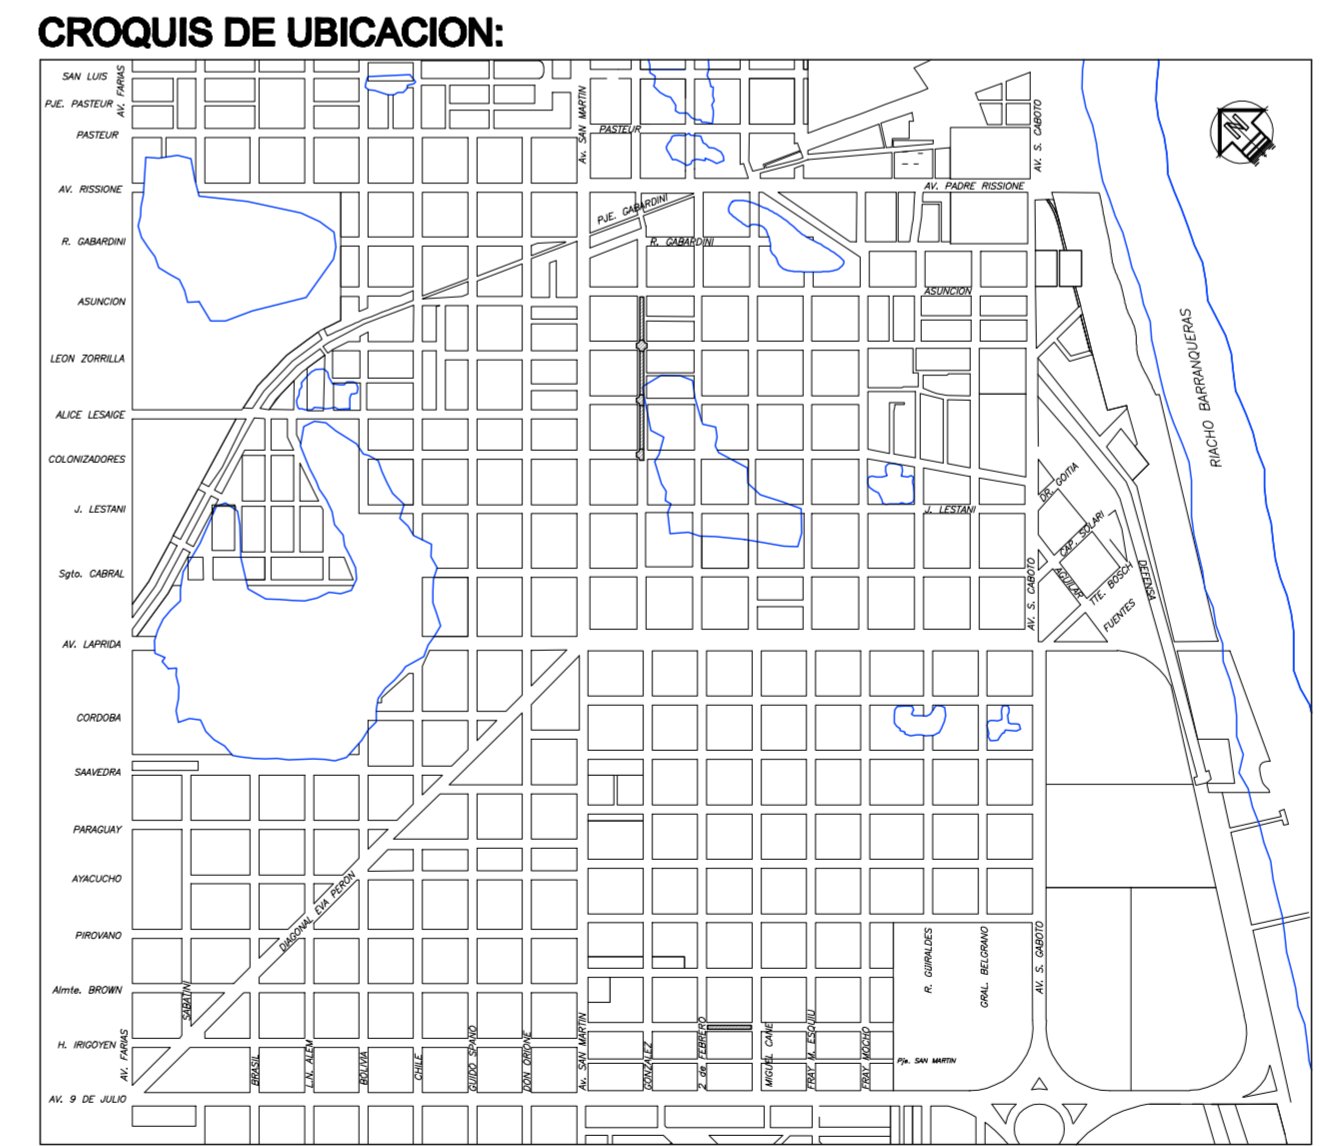 CROQUIS DE UBICACION:
SAN LUIS
AV. FARIAS
PJE. PASTEUR
PASTEUR
Av. SAN MARTIN
PASTEUR
AV. S. CABOTO
N
AV. RISSIONE
AV. PADRE RISSIONE
PJE. GABARDINI
R. GABARDINI
R. GABARDINI
ASUNCION
ASUNCION
LEON ZORRILLA
RIACHO BARRANQUERAS
ALICE LESAIGE
COLONIZADORES
DR. GOITIA
J. LESTANI
J. LESTANI
CAP. SOLARI
Sgto. CABRAL
AGUILAR
TTE. BOSCH
DEFENSA
AV. S. CABOTO
FUENTES
AV. LAPRIDA
CORDOBA
SAAVEDRA
PARAGUAY
AYACUCHO
DIAGONAL EVA PERON
PIROVANO
R. GÜIRALDES
GRAL. BELGRANO
AV. S. GABOTO
Almte. BROWN
SABATINI
H. IRIGOYEN
AV. FARIAS
BRASIL
L.N. ALEM
BOLIVIA
CHILE
GUIDO SPANO
DON ORIONE
Av. SAN MARTIN
GONZALEZ
2 de FEBRERO
MIGUEL CANE
FRAY M. ESQUIU
FRAY MOCHO
Pje. SAN MARTIN
AV. 9 DE JULIO